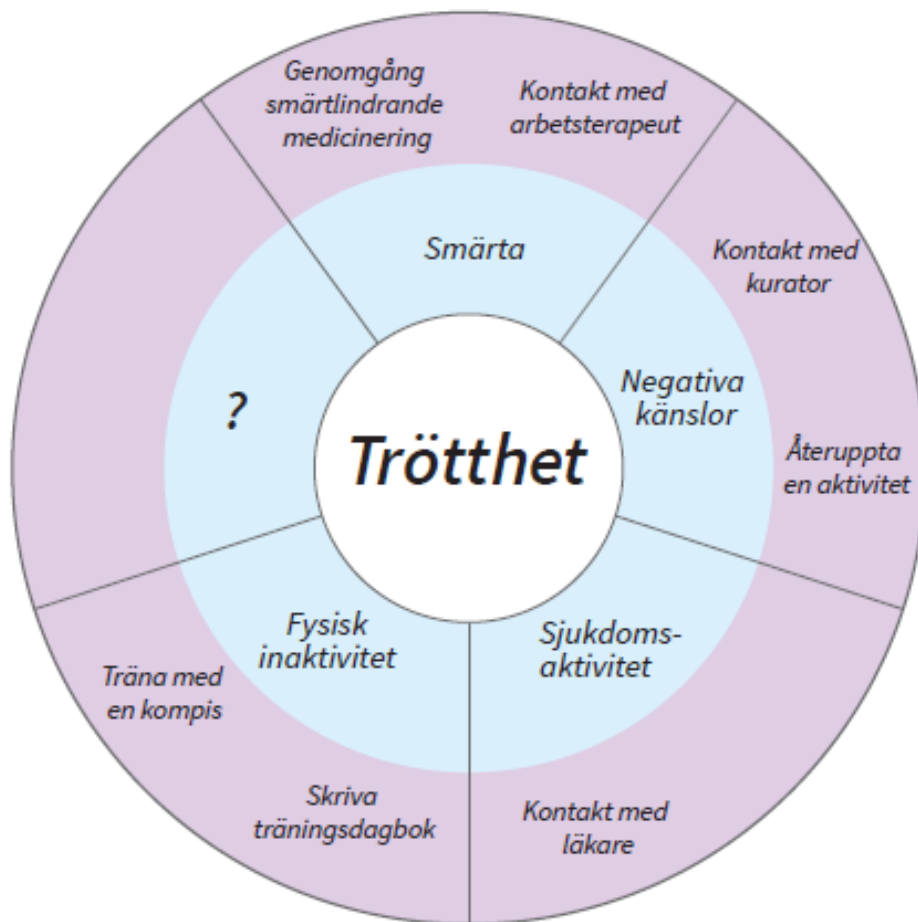 Genomgång
smärtlindrande
medicinering
Kontakt med
arbetsterapeut
Smärta
Kontakt med
kurator
Negativa
känslor
Återuppta
en aktivitet
?
Trötthet
Fysisk
inaktivitet
Sjukdoms-
aktivitet
Träna med
en kompis
Skriva
träningsdagbok
Kontakt med
läkare